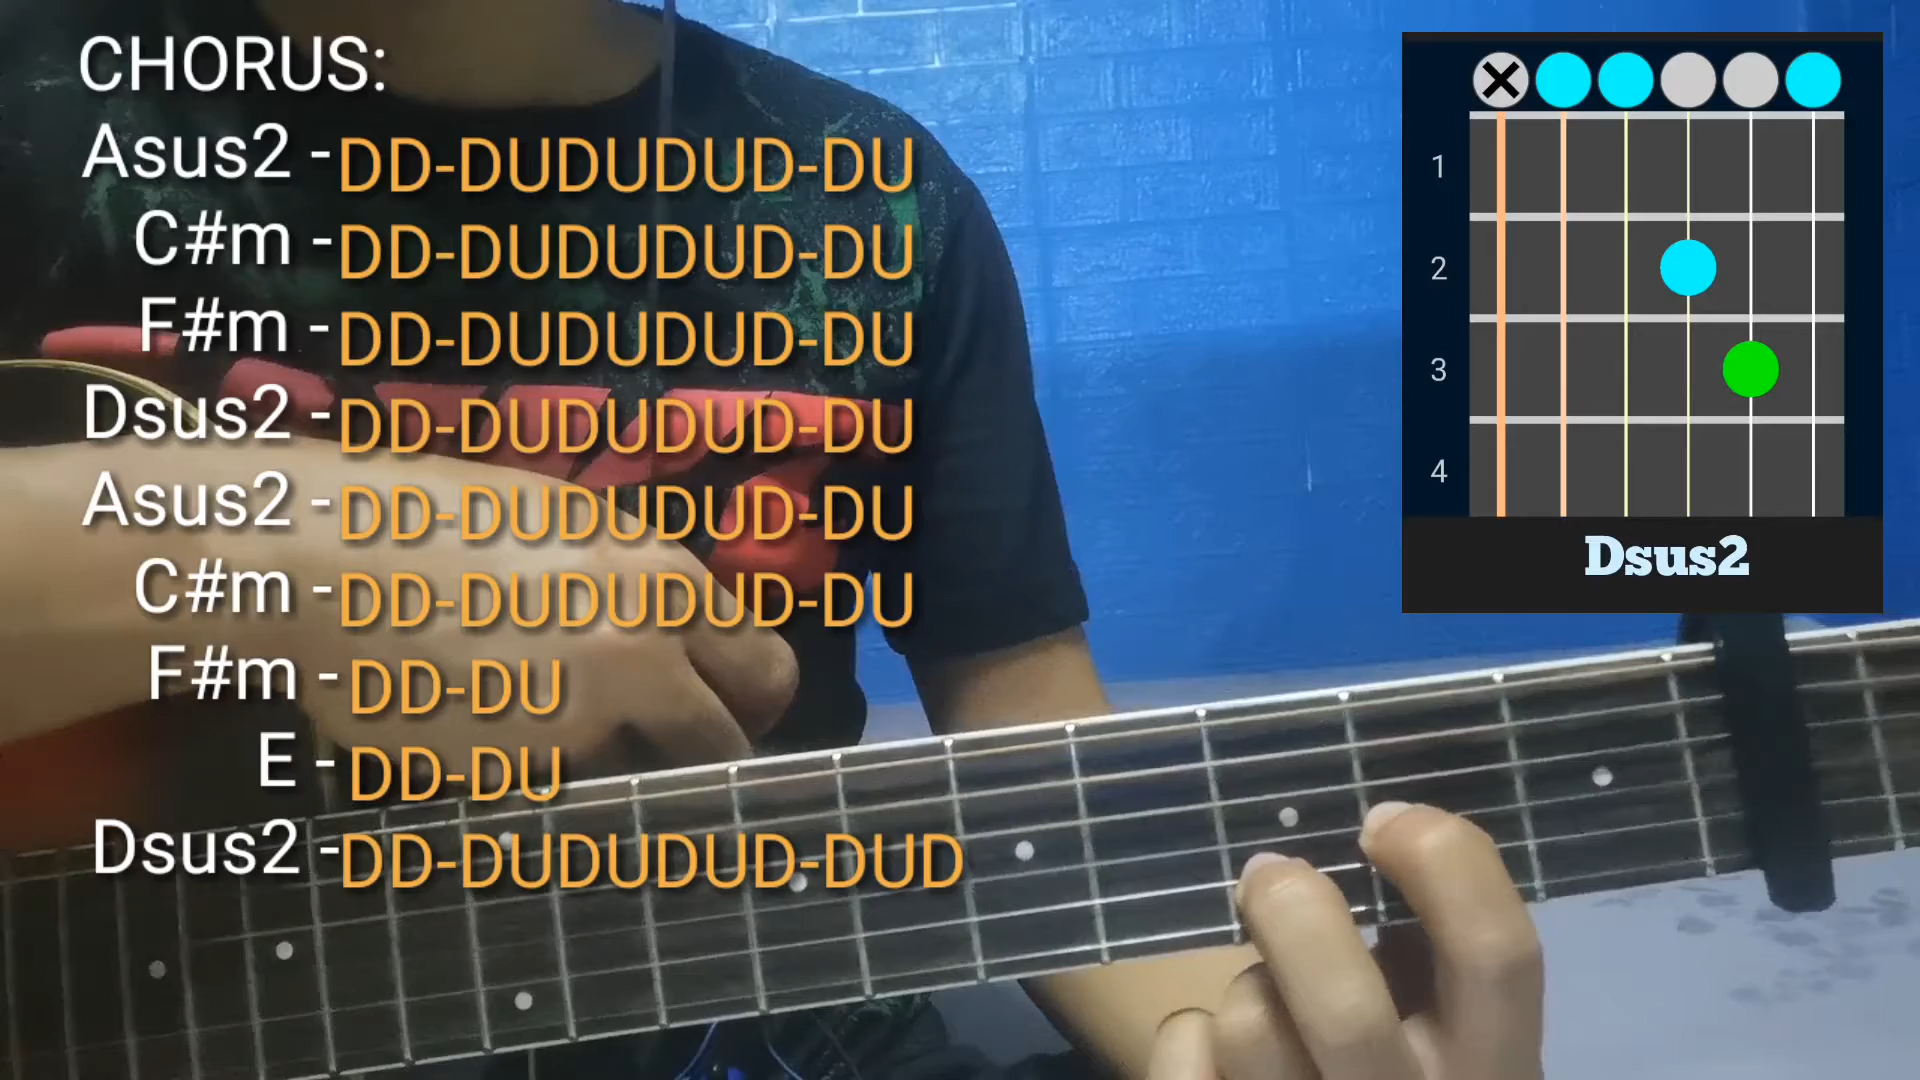 CHORUS:
Asus2 -DD-DUDUDUD-DU
C#m -DD-DUDUDUD-DU
F#m -DD-DUDUDUD-DU
Dsus2 -DD-DUDUDUD-DU
Asus2 -DD-DUDUDUD-DU
C#m -DD-DUDUDUD-DU
F#m -DD-DU
E -DD-DU
Dsus2 -DD-DUDUDUD-DUD
1
2
3
4
Dsus2